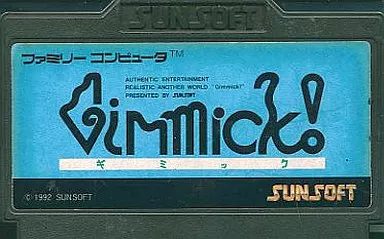 SUNSOFT
ファミリー コンピュータ™
AUTHENTIC ENTERTAINMENT
REALISTIC ANOTHER WORLD "Gimmick!"
PRESENTED BY SUNSOFT
Gimmick!
ギミック
© 1992 SUNSOFT
SUNSOFT